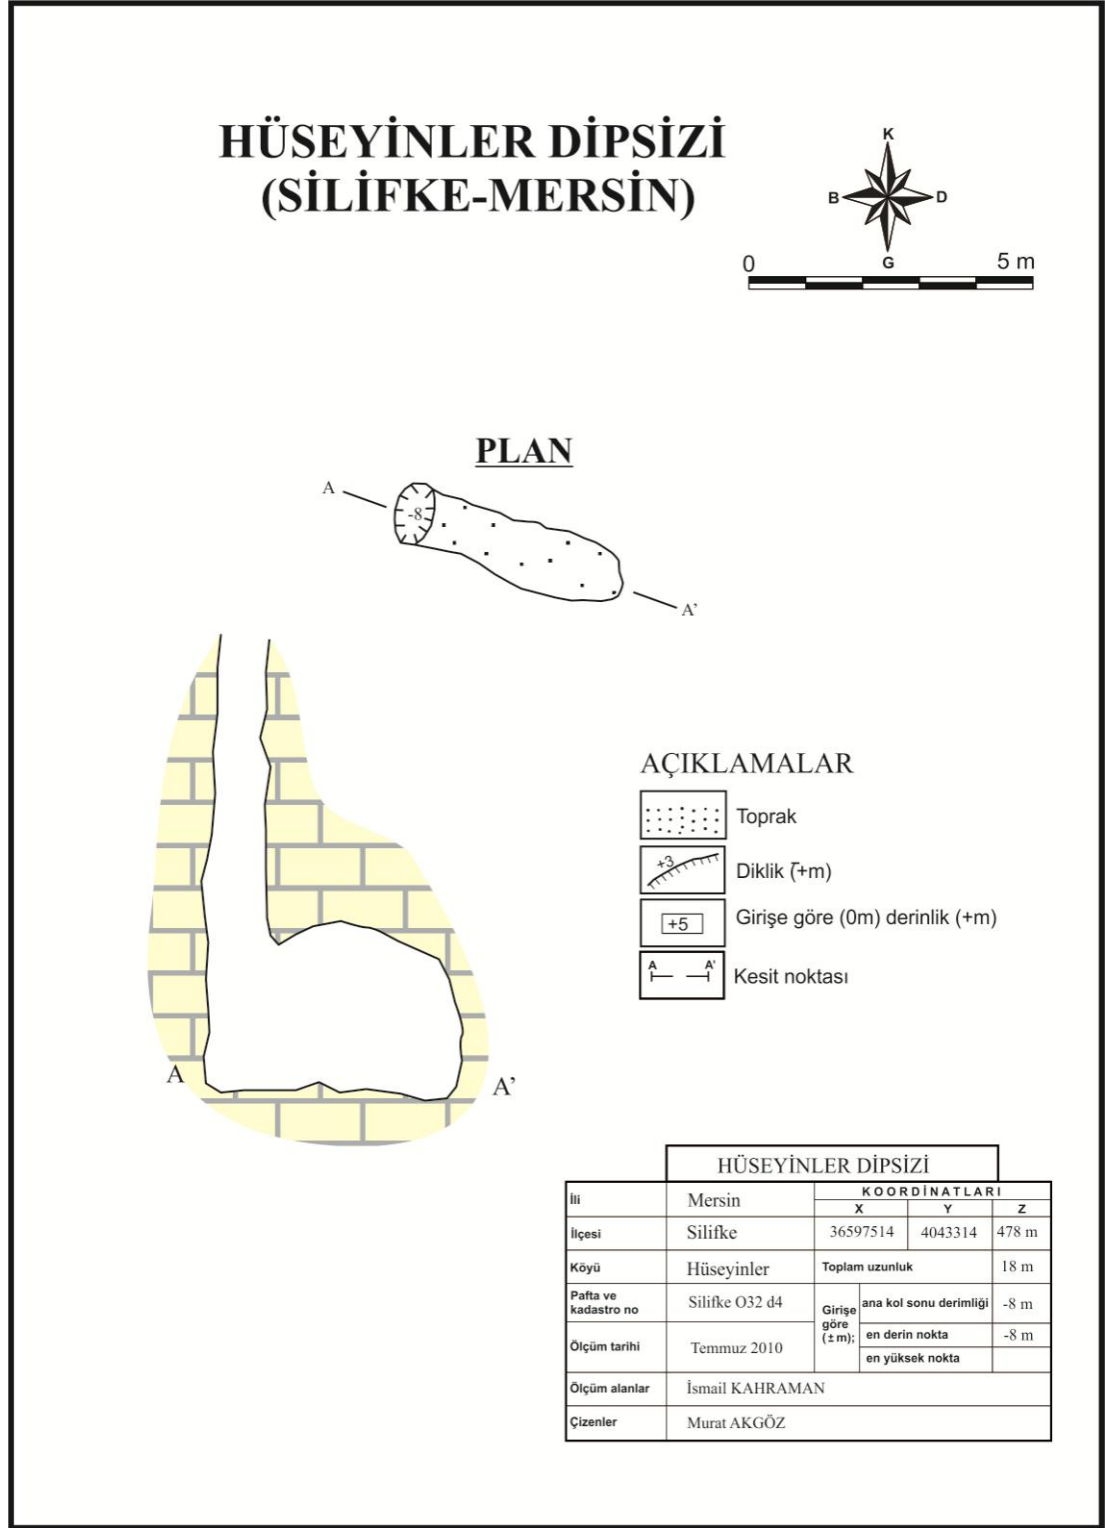 HÜSEYİNLER DİPSİZİ
(SİLİFKE-MERSİN)
K
B D
G
0 5 m
PLAN
A
-8
A’
AÇIKLAMALAR
Toprak
+3
Diklik (∓m)
+5
Girişe göre (0m) derinlik (+m)
A A’
Kesit noktası
A A’
HÜSEYİNLER DİPSİZİ
İli Mersin KOORDİNATLARI
X Y Z
İlçesi Silifke 36597514 4043314 478 m
Köyü Hüseyinler Toplam uzunluk 18 m
Pafta ve
kadastro no
Silifke O32 d4
Girişe
göre
(±m);
ana kol sonu derimliği -8 m
en derin nokta -8 m
en yüksek nokta
Ölçüm tarihi Temmuz 2010
Ölçüm alanlar İsmail KAHRAMAN
Çizenler Murat AKGÖZ